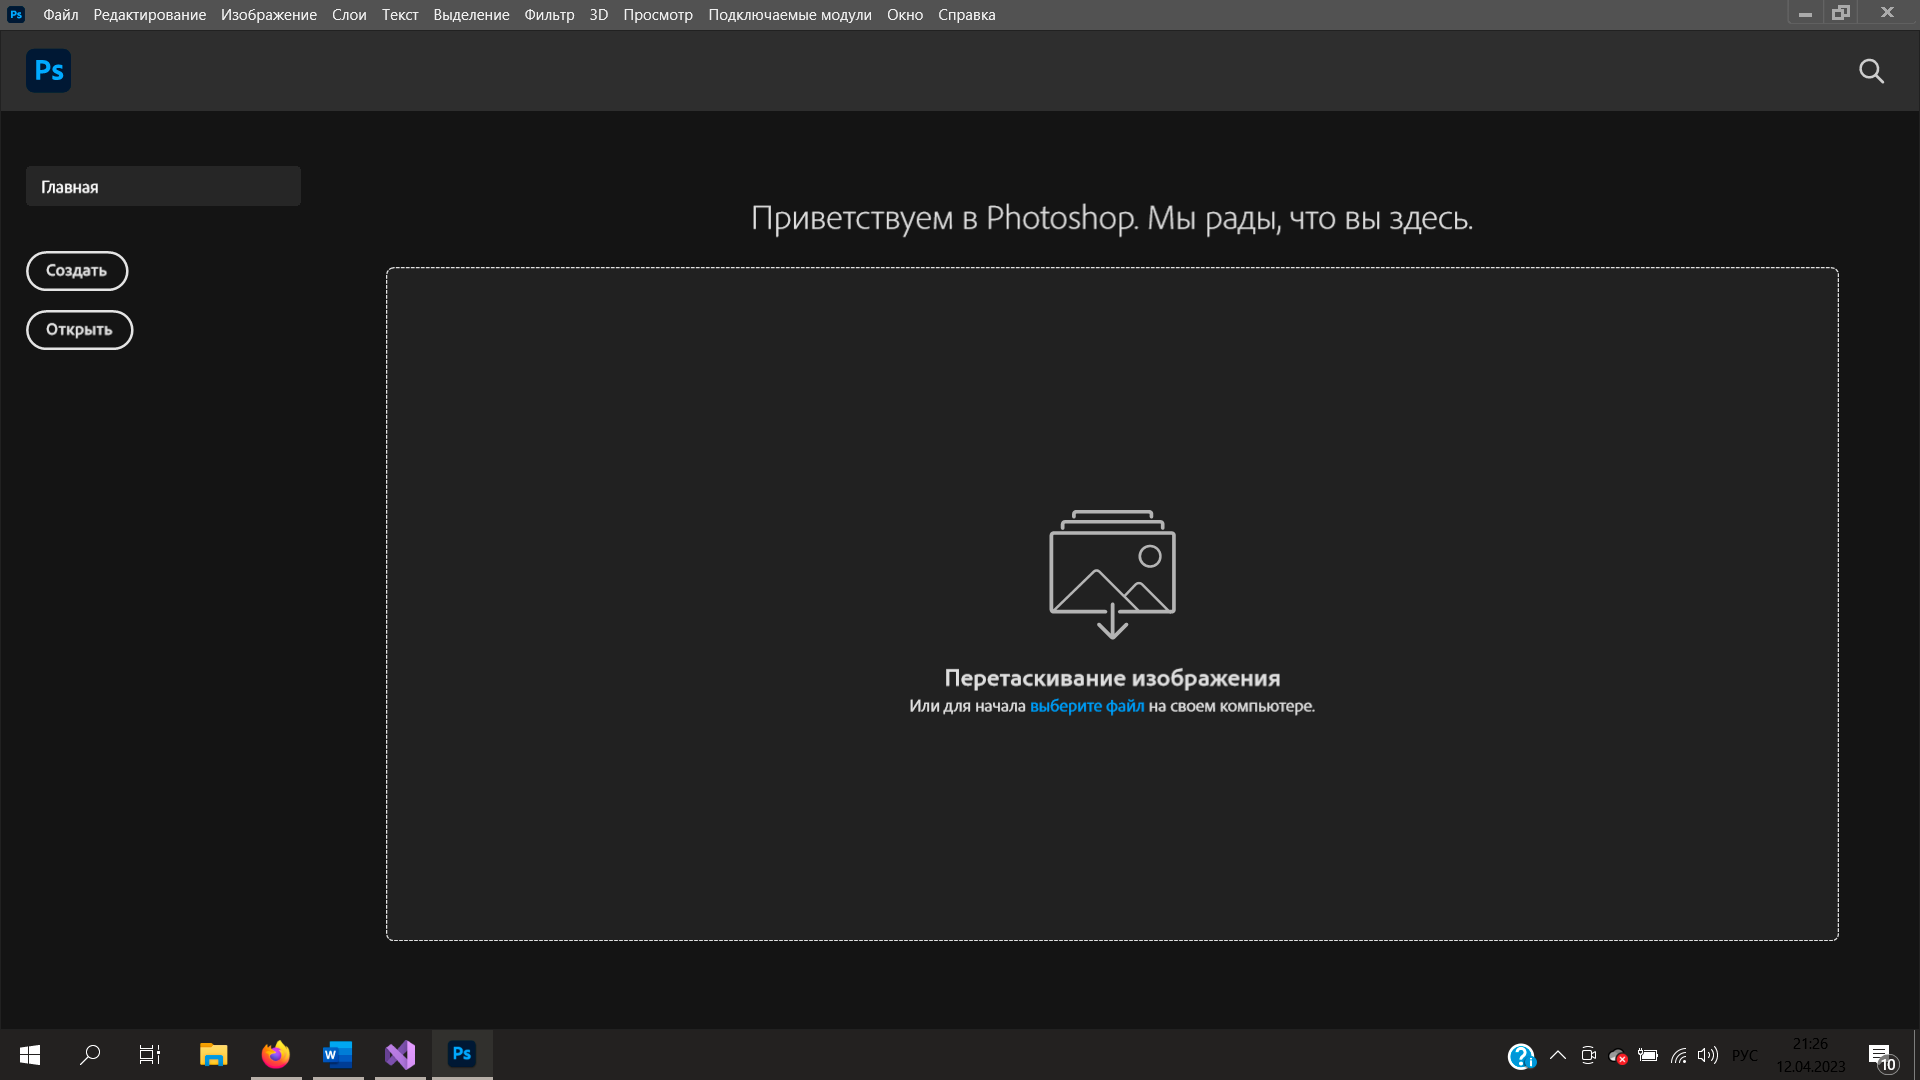 Ps Файл Редактирование Изображение Слои Текст Выделение Фильтр 3D Просмотр Подключаемые модули Окно Справка
Ps
Главная
Приветствуем в Photoshop. Мы рады, что вы здесь.
Создать
Открыть
Перетаскивание изображения
Или для начала выберите файл на своем компьютере.
W
Ps
РУС
21:26
12.04.2023
10